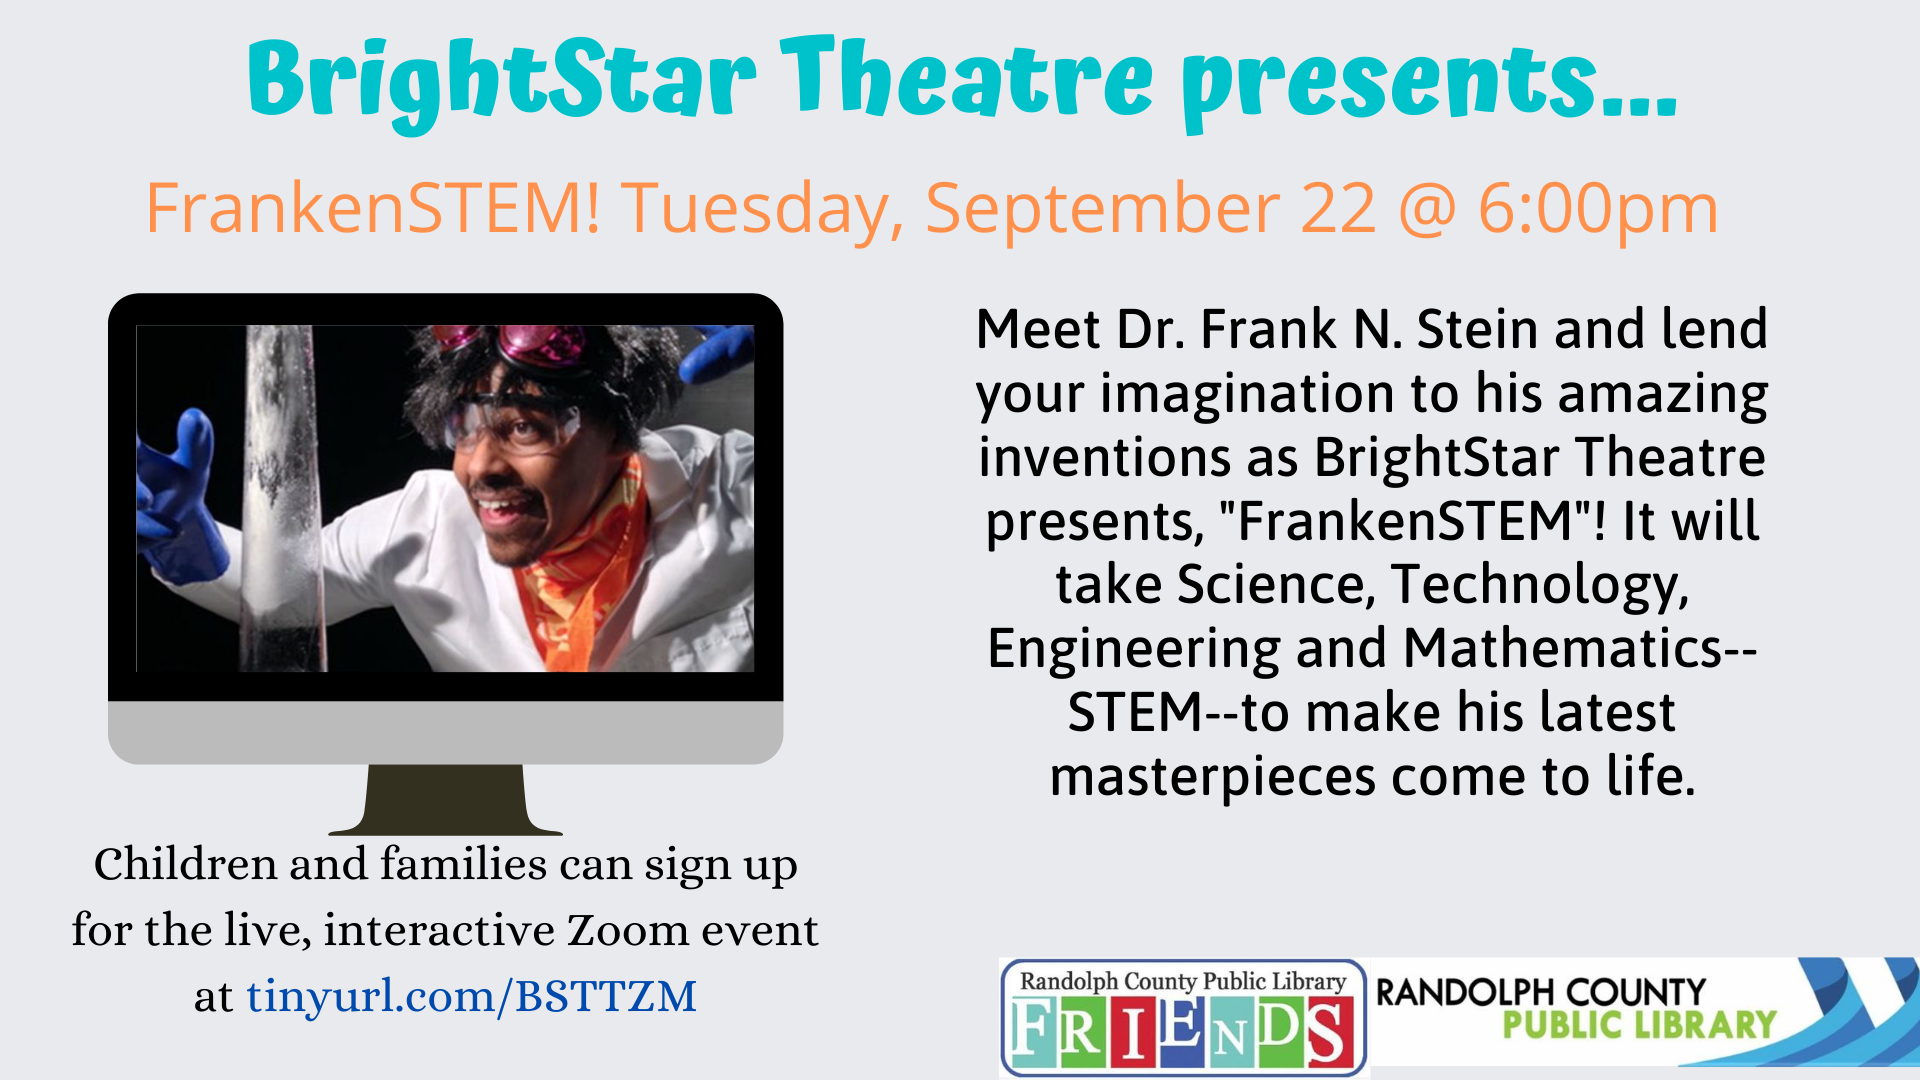 BrightStar Theatre presents...
FrankenSTEM! Tuesday, September 22 @ 6:00pm
Meet Dr. Frank N. Stein and lend
your imagination to his amazing
inventions as BrightStar Theatre
presents, "FrankenSTEM"! It will
take Science, Technology,
Engineering and Mathematics--
STEM--to make his latest
masterpieces come to life.
Children and families can sign up
for the live, interactive Zoom event
at tinyurl.com/BSTTZM
Randolph County Public Library
FRIENDS
RANDOLPH COUNTY
PUBLIC LIBRARY